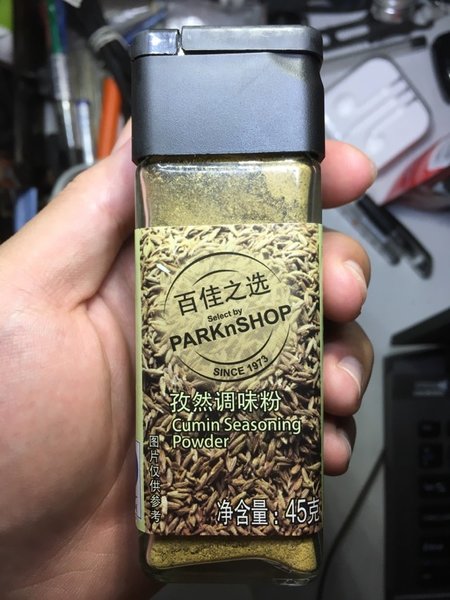 百佳之选
Select by
PARKnSHOP
SINCE 1973
孜然调味粉
Cumin Seasoning
Powder
图片仅供参考
净含量：45克